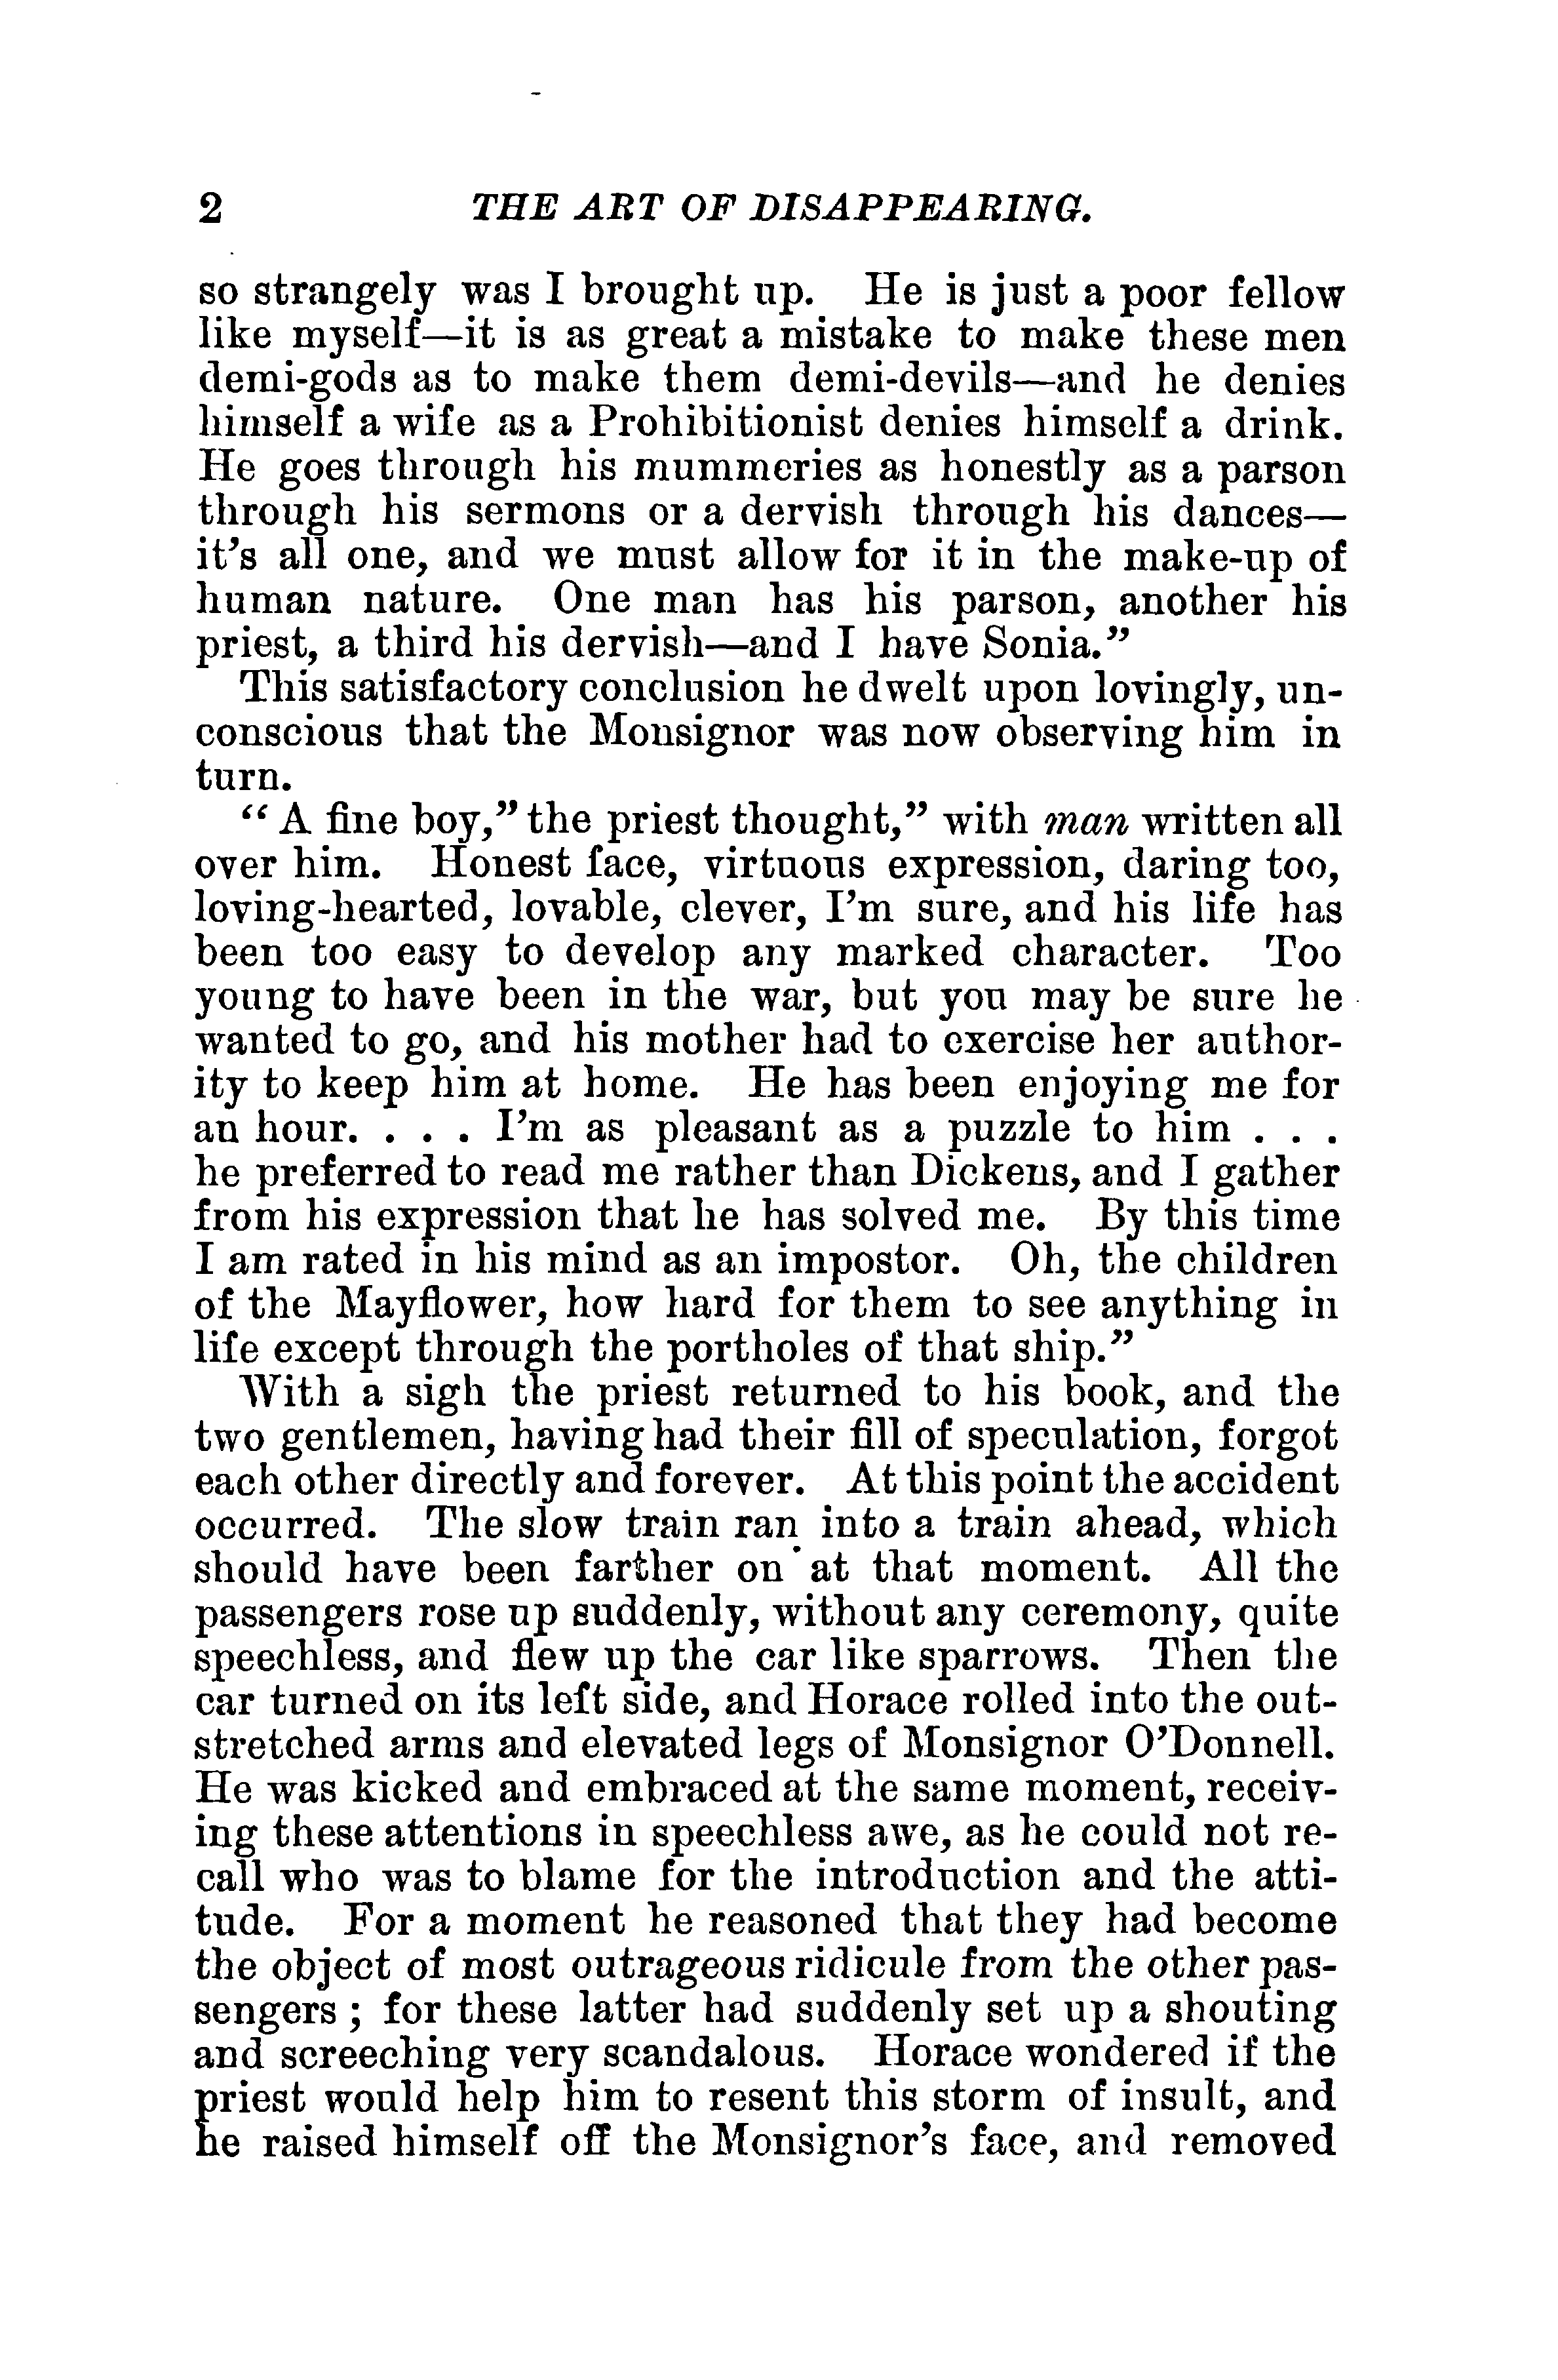 2 THE ART OF DISAPPEARING.
so strangely was I brought up. He is just a poor fellow
like myself—it is as great a mistake to make these men
demi-gods as to make them demi-devils—and he denies
himself a wife as a Prohibitionist denies himself a drink.
He goes through his mummeries as honestly as a parson
through his sermons or a dervish through his dances—
it's all one, and we must allow for it in the make-up of
human nature. One man has his parson, another his
priest, a third his dervish—and I have Sonia.”
This satisfactory conclusion he dwelt upon lovingly, un-
conscious that the Monsignor was now observing him in
turn.
“ A fine boy,” the priest thought,” with man written all
over him. Honest face, virtuous expression, daring too,
loving-hearted, lovable, clever, I'm sure, and his life has
been too easy to develop any marked character. Too
young to have been in the war, but you may be sure he
wanted to go, and his mother had to exercise her author-
ity to keep him at home. He has been enjoying me for
an hour. . . . I'm as pleasant as a puzzle to him . . .
he preferred to read me rather than Dickens, and I gather
from his expression that he has solved me. By this time
I am rated in his mind as an impostor. Oh, the children
of the Mayflower, how hard for them to see anything in
life except through the portholes of that ship.”
With a sigh the priest returned to his book, and the
two gentlemen, having had their fill of speculation, forgot
each other directly and forever. At this point the accident
occurred. The slow train ran into a train ahead, which
should have been farther on at that moment. All the
passengers rose up suddenly, without any ceremony, quite
speechless, and flew up the car like sparrows. Then the
car turned on its left side, and Horace rolled into the out-
stretched arms and elevated legs of Monsignor O'Donnell.
He was kicked and embraced at the same moment, receiv-
ing these attentions in speechless awe, as he could not re-
call who was to blame for the introduction and the atti-
tude. For a moment he reasoned that they had become
the object of most outrageous ridicule from the other pas-
sengers ; for these latter had suddenly set up a shouting
and screeching very scandalous. Horace wondered if the
priest would help him to resent this storm of insult, and
he raised himself off the Monsignor's face, and removed